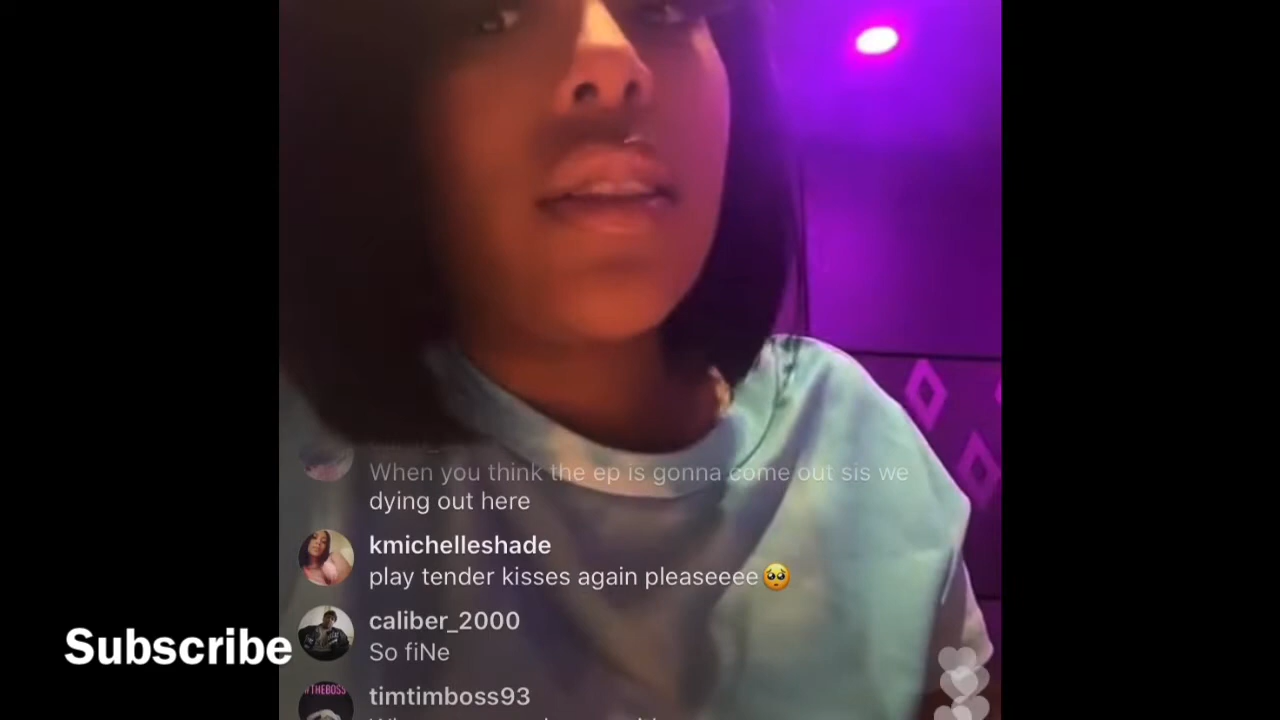 When you think the ep is gonna come out sis we
dying out here
kmichelleshade
play tender kisses again pleaseeee🥺
caliber_2000
So fiNe
Subscribe
#THEBOSS
timtimboss93